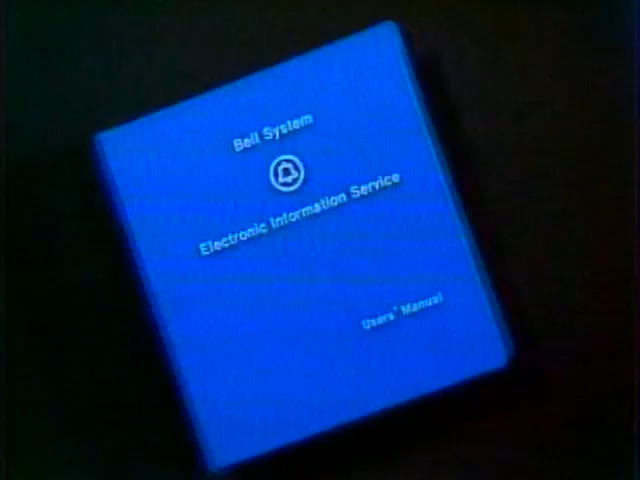 Bell System
Electronic Information Service
Users' Manual